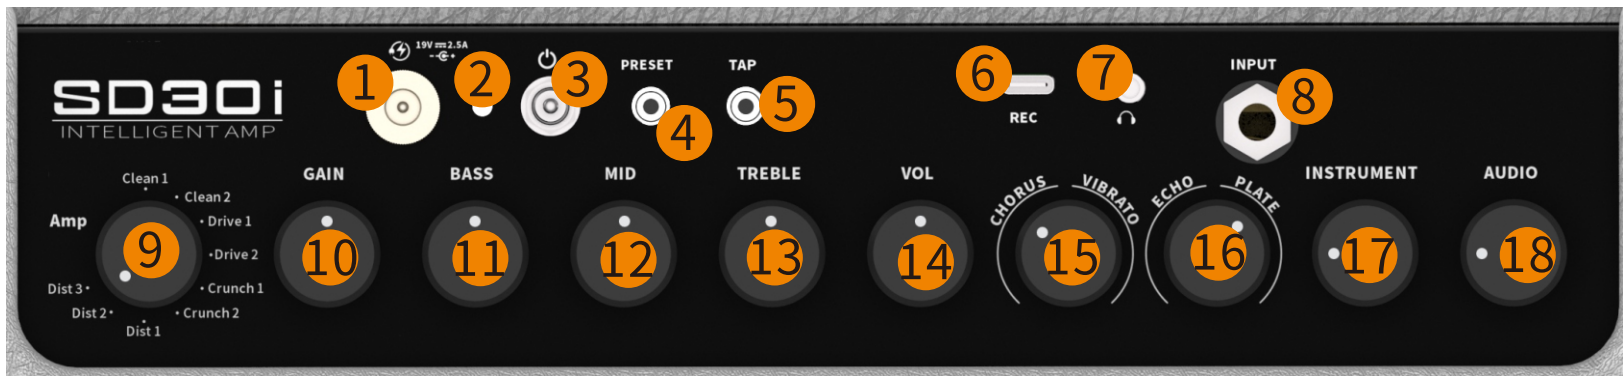 19V⎓2.5A
SD30i
INTELLIGENT AMP
1
2
3
PRESET
4
TAP
5
6
REC
7
INPUT
8
Amp
Clean 1
Clean 2
Drive 1
Drive 2
Crunch 1
Crunch 2
Dist 1
Dist 2
Dist 3
9
GAIN
10
BASS
11
MID
12
TREBLE
13
VOL
14
CHORUS
VIBRATO
15
ECHO
PLATE
16
INSTRUMENT
17
AUDIO
18